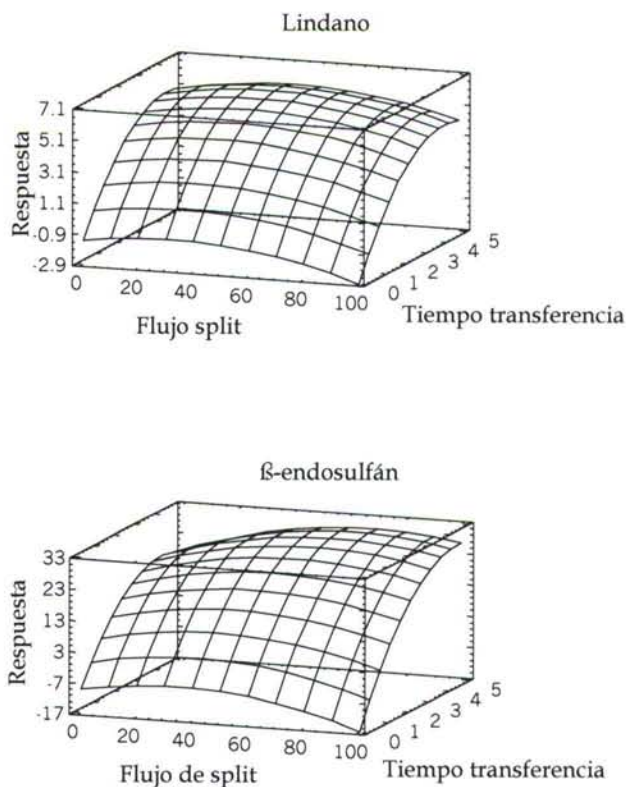 Lindano
7.1
5.1
3.1
1.1
-0.9
-2.9
Respuesta
0 20 40 60 80 100
Flujo split
0 1 2 3 4 5
Tiempo transferencia
ß-endosulfán
33
23
13
3
-7
-17
Respuesta
0 20 40 60 80 100
Flujo de split
0 1 2 3 4 5
Tiempo transferencia